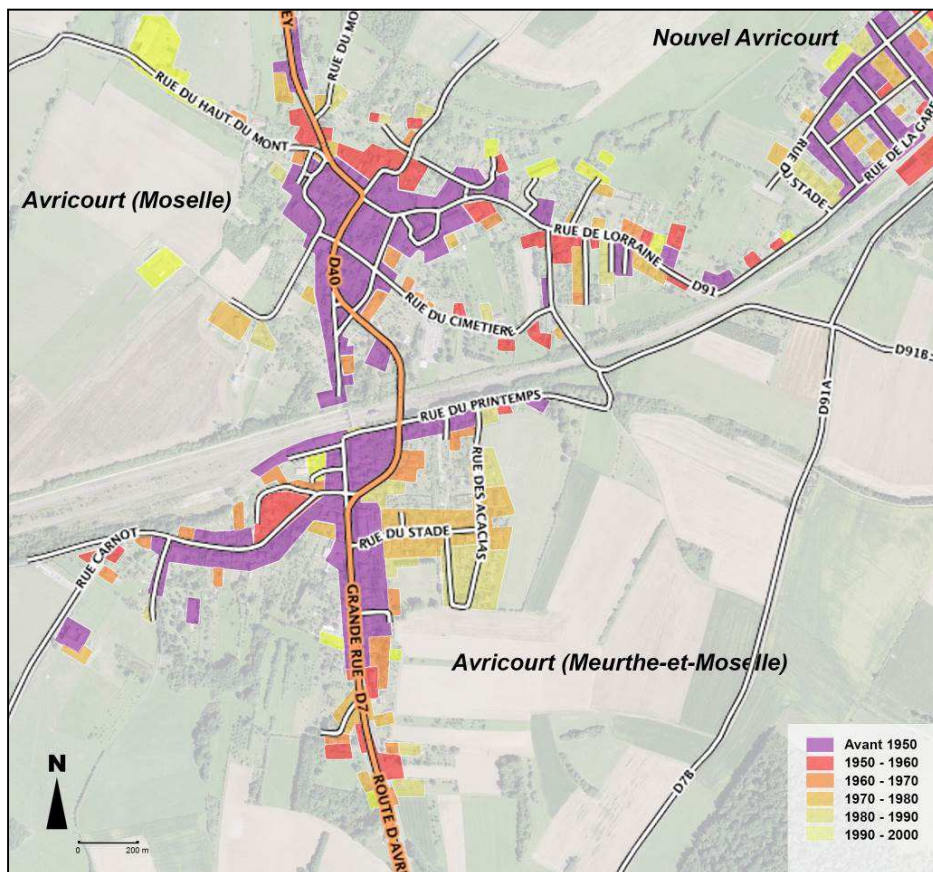 EY
RUE DU MO
Nouvel Avricourt
RUE DU HAUT DU MONT
RUE DU STADE
RUE DE LA GARE
Avricourt (Moselle)
RUE DE LORRAINE
D40
D91
RUE DU CIMETIERE
D91B
D91A
RUE DU PRINTEMPS
RUE DES ACACIAS
RUE DU STADE
RUE CARNOT
GRANDE RUE - D7
Avricourt (Meurthe-et-Moselle)
D7B
ROUTE D'AVR
N
0 200 m
Avant 1950
1950 - 1960
1960 - 1970
1970 - 1980
1980 - 1990
1990 - 2000